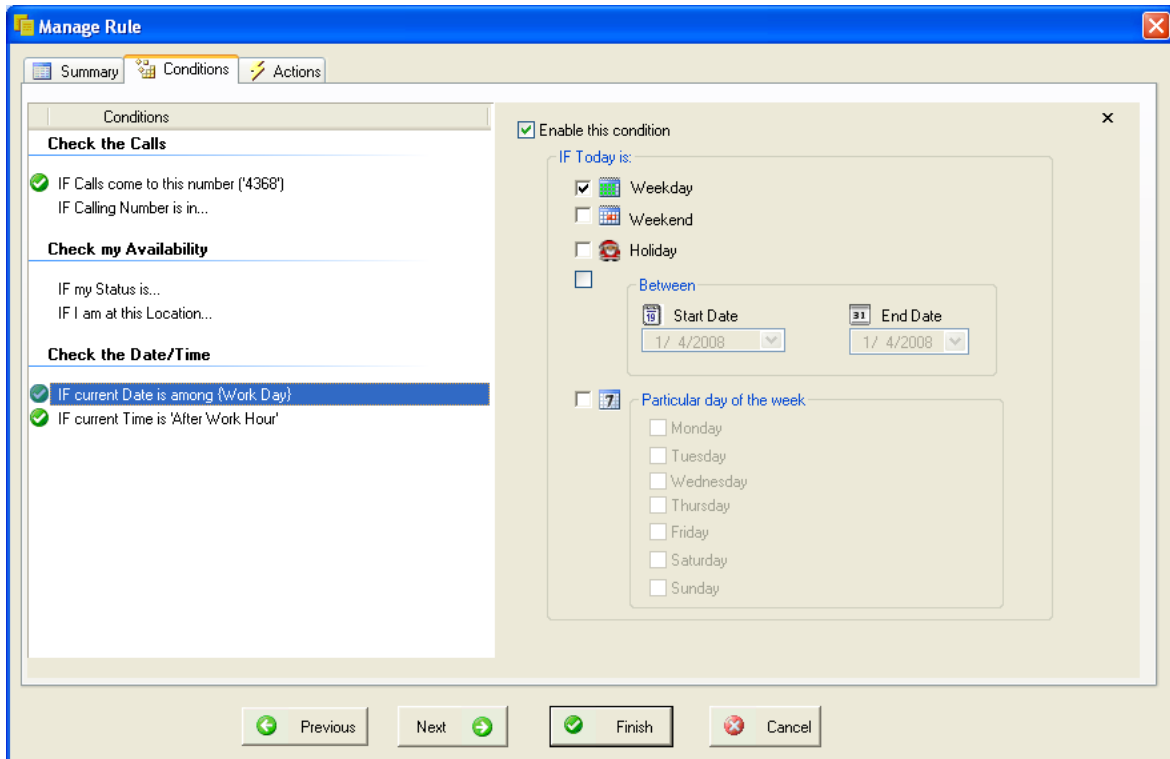 Manage Rule
Summary Conditions Actions
Conditions
Check the Calls
IF Calls come to this number ('4368')
IF Calling Number is in...
Check my Availability
IF my Status is...
IF I am at this Location...
Check the Date/Time
IF current Date is among {Work Day}
IF current Time is 'After Work Hour'
Enable this condition
IF Today is:
Weekday
Weekend
Holiday
Between
19 Start Date 31 End Date
1/ 4/2008 1/ 4/2008
7 Particular day of the week
Monday
Tuesday
Wednesday
Thursday
Friday
Saturday
Sunday
Previous Next Finish Cancel